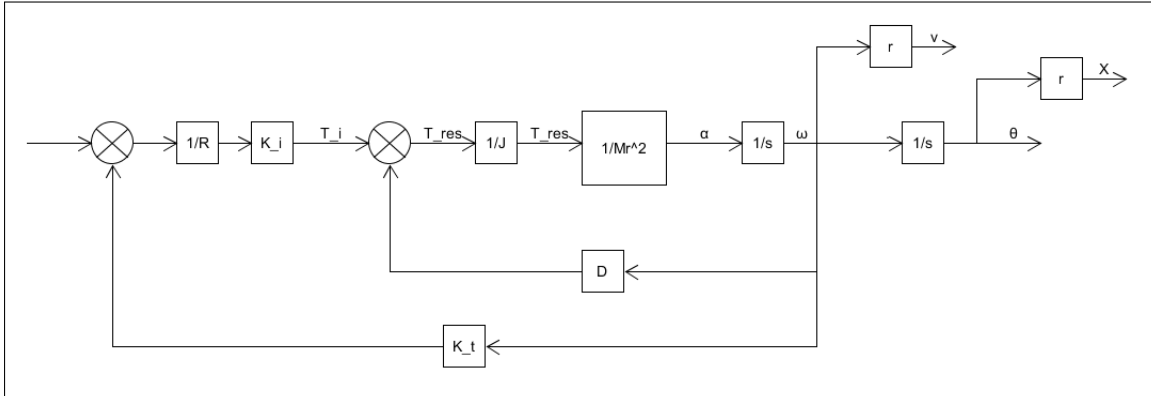 r
v
r
X
1/R
K_i
T_i
T_res
1/J
T_res
1/Mr^2
α
1/s
ω
1/s
θ
D
K_t